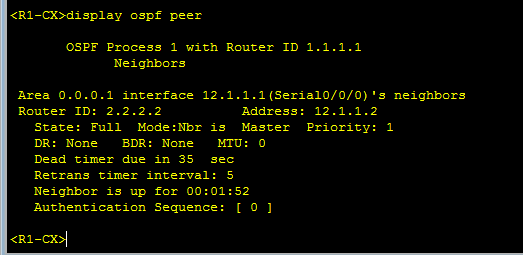 <R1-CX>display ospf peer
OSPF Process 1 with Router ID 1.1.1.1
Neighbors
Area 0.0.0.1 interface 12.1.1.1(Serial0/0/0)'s neighbors
Router ID: 2.2.2.2 Address: 12.1.1.2
State: Full Mode:Nbr is Master Priority: 1
DR: None BDR: None MTU: 0
Dead timer due in 35 sec
Retrans timer interval: 5
Neighbor is up for 00:01:52
Authentication Sequence: [ 0 ]
<R1-CX>